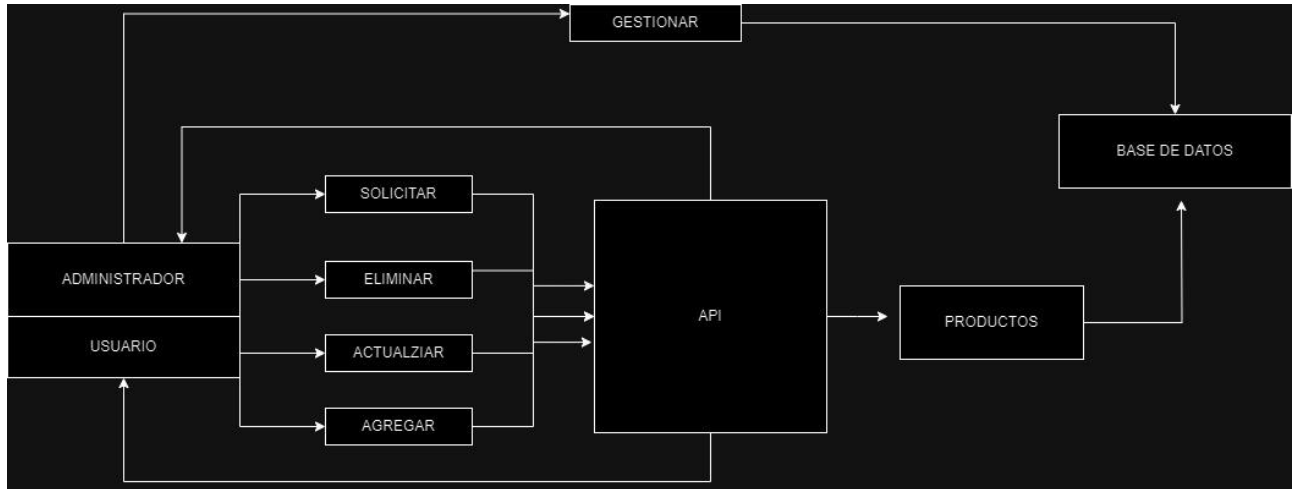 GESTIONAR
BASE DE DATOS
SOLICITAR
ADMINISTRADOR
ELIMINAR
API
PRODUCTOS
USUARIO
ACTUALZIAR
AGREGAR